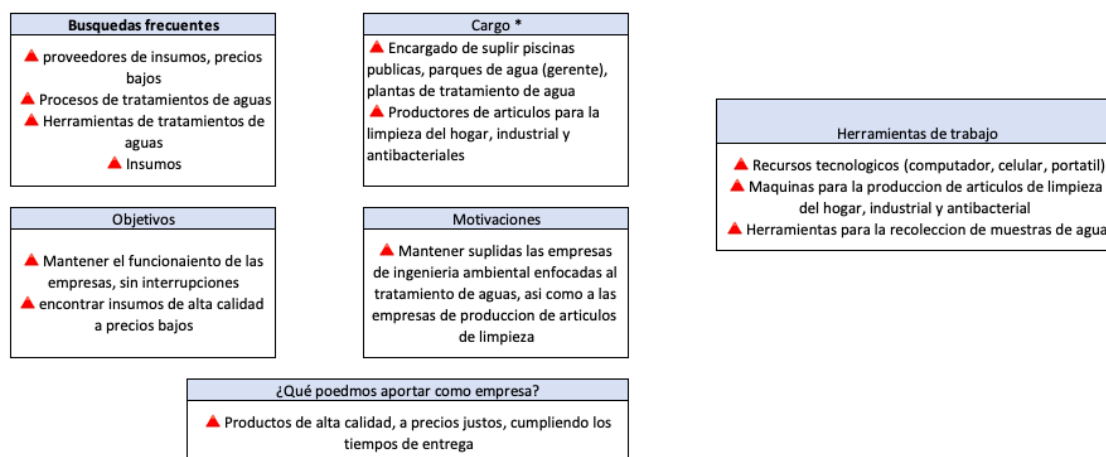 Busquedas frecuentes
proveedores de insumos, precios
bajos
Procesos de tratamientos de aguas
Herramientas de tratamientos de
aguas
Insumos
Cargo *
Encargado de suplir piscinas
publicas, parques de agua (gerente),
plantas de tratamiento de agua
Productores de articulos para la
limpieza del hogar, industrial y
antibacteriales
Herramientas de trabajo
Recursos tecnologicos (computador, celular, portatil)
Maquinas para la produccion de articulos de limpieza
del hogar, industrial y antibacterial
Herramientas para la recoleccion de muestras de agua
Objetivos
Mantener el funcionaiento de las
empresas, sin interrupciones
encontrar insumos de alta calidad
a precios bajos
Motivaciones
Mantener suplidas las empresas
de ingenieria ambiental enfocadas al
tratamiento de aguas, asi como a las
empresas de produccion de articulos
de limpieza
¿Qué poedmos aportar como empresa?
Productos de alta calidad, a precios justos, cumpliendo los
tiempos de entrega